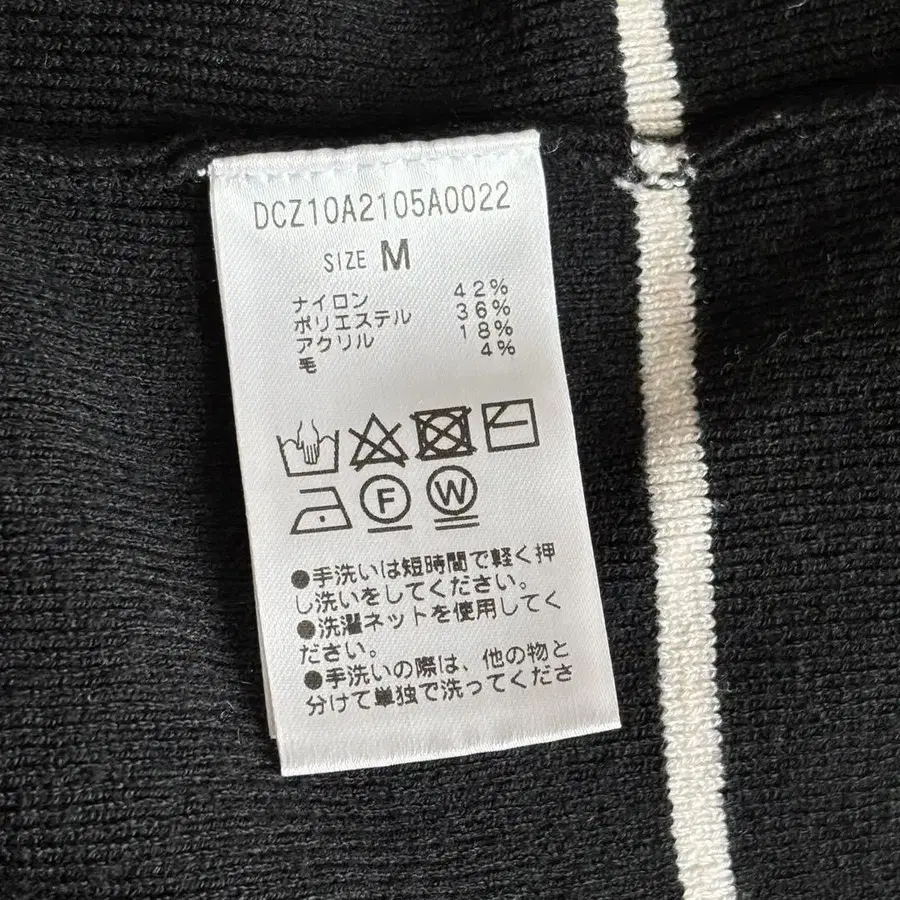 DCZ10A2105A0022
SIZE M
ナイロン 42%
ポリエステル 36%
アクリル 18%
毛 4%
F W
●手洗いは短時間で軽く押
し洗いをしてください。
●洗濯ネットを使用してく
ださい。
●手洗いの際は、他の物と
分けて単独で洗ってくださ